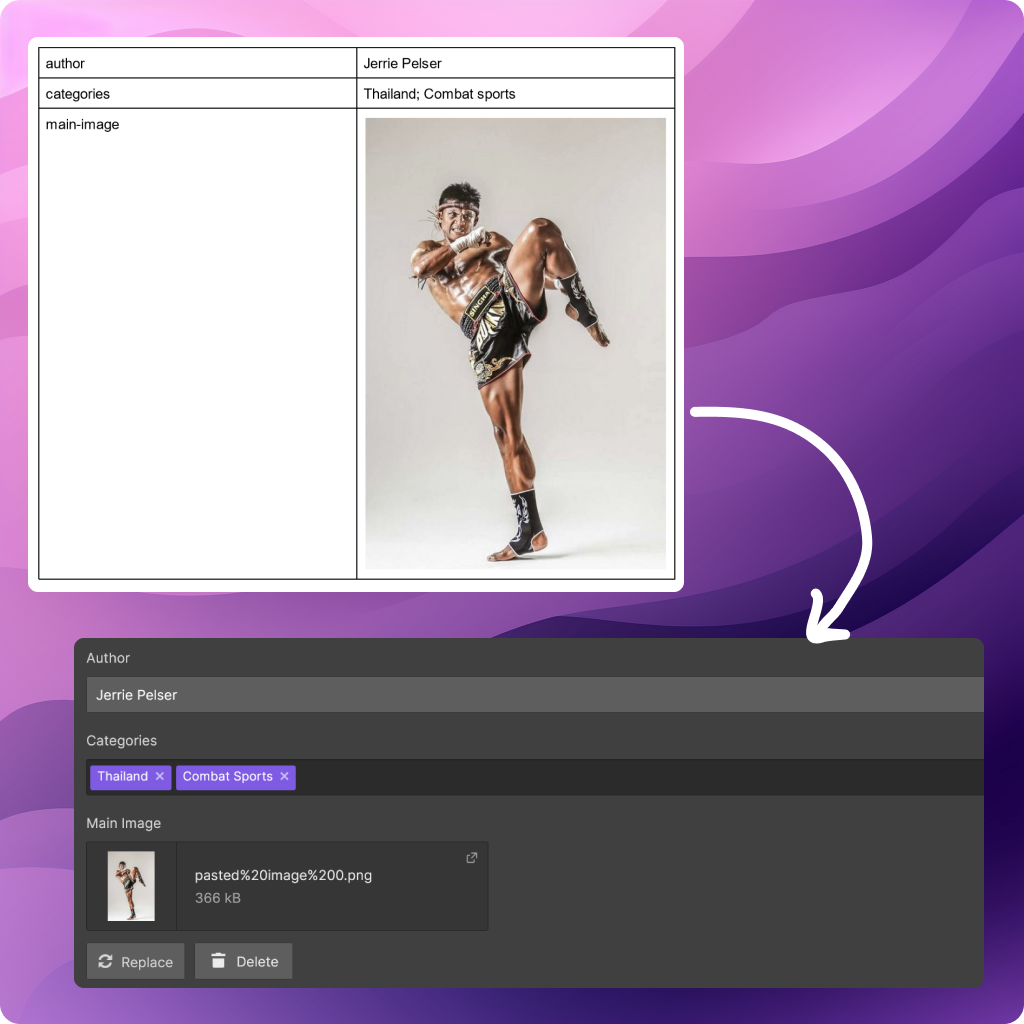 author Jerrie Pelser
categories Thailand; Combat sports
main-image
SINGHA
Author
Jerrie Pelser
Categories
Thailand × Combat Sports ×
Main Image
pasted%20image%200.png
366 kB
Replace Delete